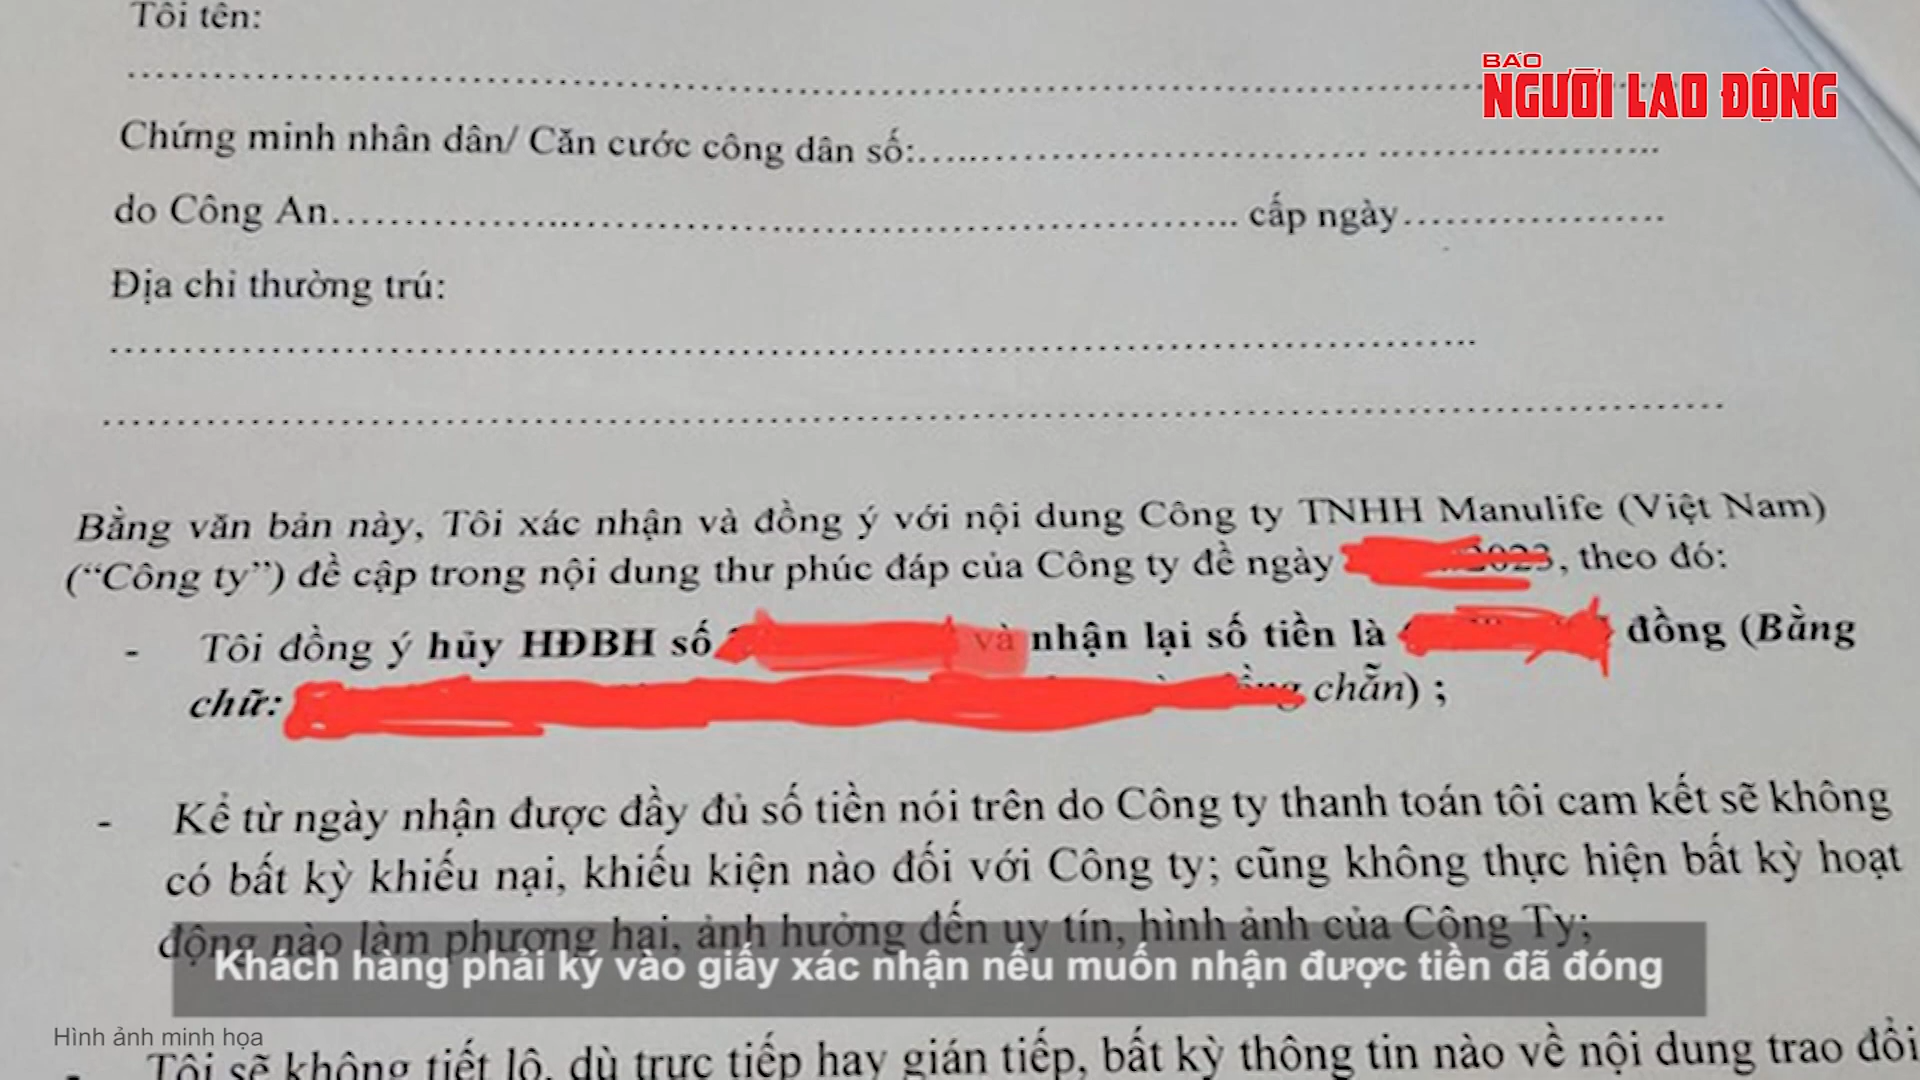 Tôi tên:
BÁO
NGƯỜI LAO ĐỘNG
Chứng minh nhân dân/ Căn cước công dân số:
do Công An cấp ngày
Địa chỉ thường trú:
Bằng văn bản này, Tôi xác nhận và đồng ý với nội dung Công ty TNHH Manulife (Việt Nam)
(“Công ty”) đề cập trong nội dung thư phúc đáp của Công ty đề ngày 2023, theo đó:
- Tôi đồng ý hủy HĐBH số và nhận lại số tiền là đồng (Bằng
chữ: đồng chẵn) ;
- Kể từ ngày nhận được đầy đủ số tiền nói trên do Công ty thanh toán tôi cam kết sẽ không
có bất kỳ khiếu nại, khiếu kiện nào đối với Công ty; cũng không thực hiện bất kỳ hoạt
động nào làm phương hại, ảnh hưởng đến uy tín, hình ảnh của Công Ty;
Khách hàng phải ký vào giấy xác nhận nếu muốn nhận được tiền đã đóng
Hình ảnh minh họa
- Tôi sẽ không tiết lộ, dù trực tiếp hay gián tiếp, bất kỳ thông tin nào về nội dung trao đổi